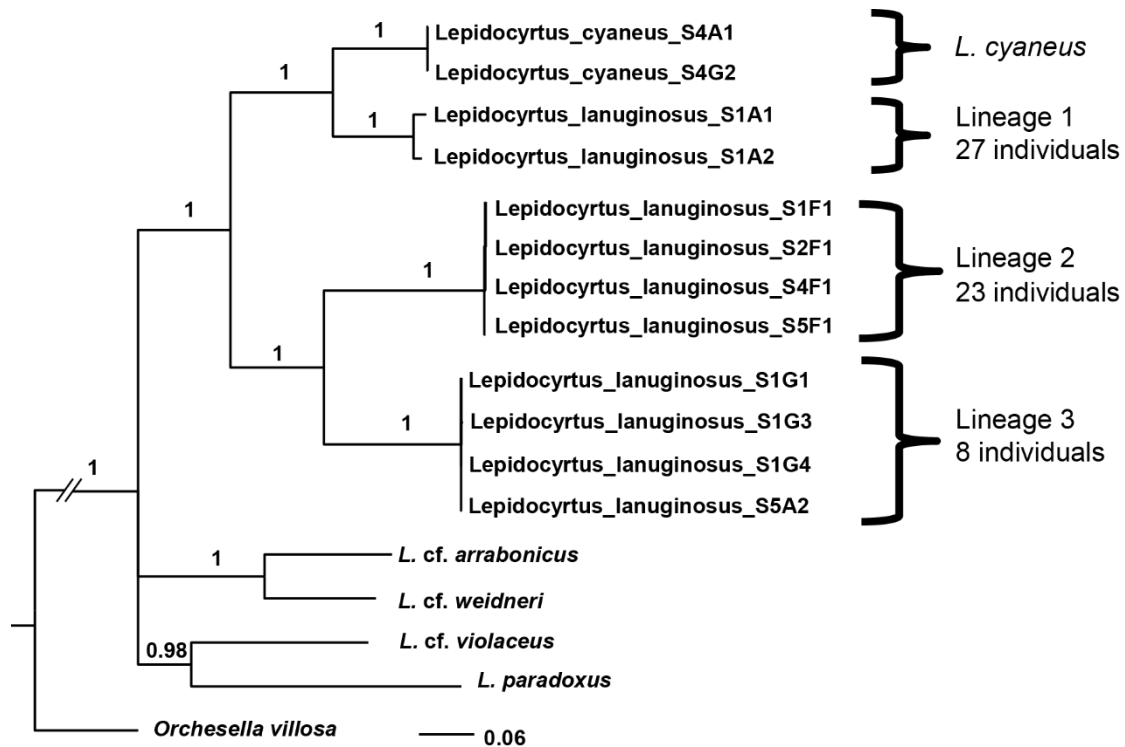 1
Lepidocyrtus_cyaneus_S4A1
Lepidocyrtus_cyaneus_S4G2
L. cyaneus
1
1
Lepidocyrtus_lanuginosus_S1A1
Lepidocyrtus_lanuginosus_S1A2
Lineage 1
27 individuals
1
Lepidocyrtus_lanuginosus_S1F1
Lepidocyrtus_lanuginosus_S2F1
Lepidocyrtus_lanuginosus_S4F1
Lepidocyrtus_lanuginosus_S5F1
Lineage 2
23 individuals
1
1
Lepidocyrtus_lanuginosus_S1G1
Lepidocyrtus_lanuginosus_S1G3
Lepidocyrtus_lanuginosus_S1G4
Lepidocyrtus_lanuginosus_S5A2
Lineage 3
8 individuals
1
1
1
L. cf. arrabonicus
L. cf. weidneri
0.98
L. cf. violaceus
L. paradoxus
Orchesella villosa
0.06